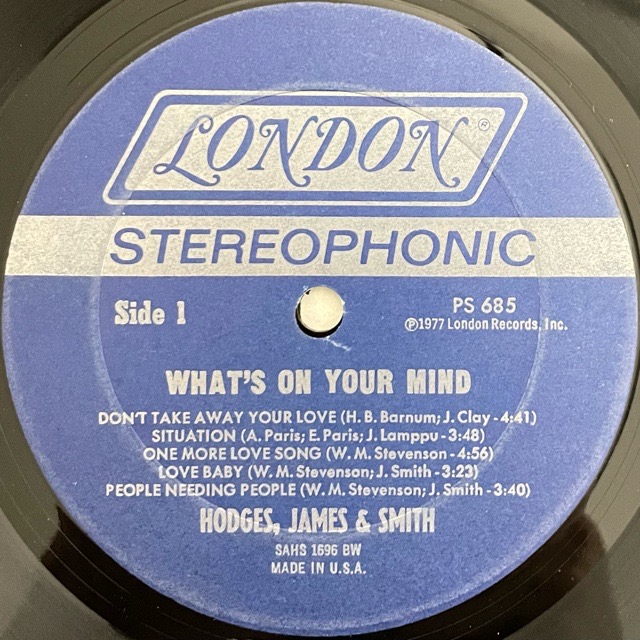 LONDON®
STEREOPHONIC
Side 1
PS 685
℗1977 London Records, Inc.
WHAT'S ON YOUR MIND
DON'T TAKE AWAY YOUR LOVE (H. B. Barnum; J. Clay - 4:41)
SITUATION (A. Paris; E. Paris; J. Lamppu - 3:48)
ONE MORE LOVE SONG (W. M. Stevenson - 4:56)
LOVE BABY (W. M. Stevenson; J. Smith - 3:23)
PEOPLE NEEDING PEOPLE (W. M. Stevenson; J. Smith - 3:40)
HODGES, JAMES & SMITH
SAHS 1696 BW
MADE IN U.S.A.